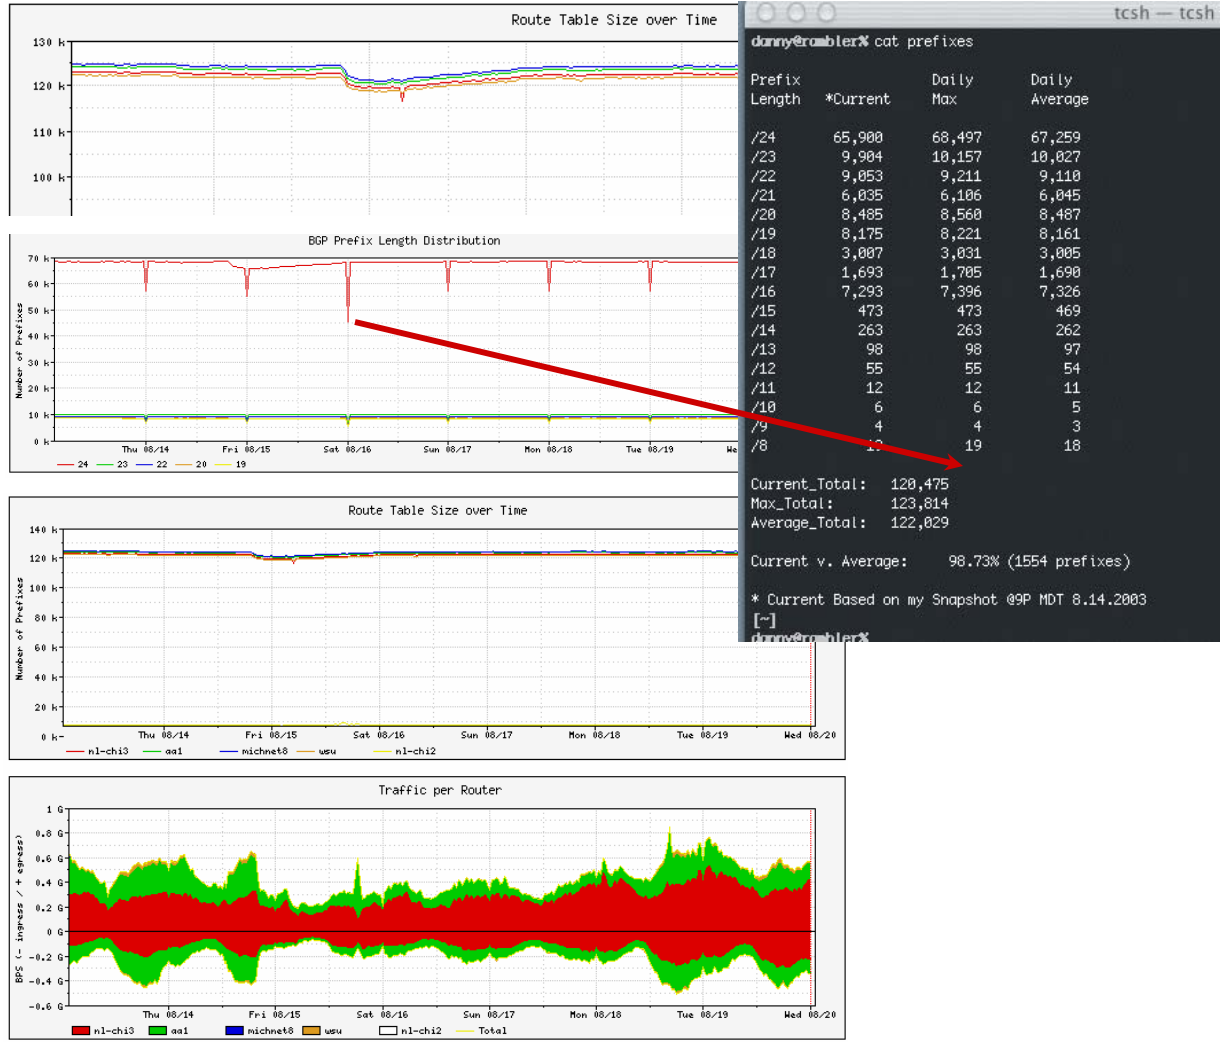 Route Table Size over Time
130 k
120 k
110 k
100 k
BGP Prefix Length Distribution
Number of Prefixes
70 k
60 k
50 k
40 k
30 k
20 k
10 k
0 k
Thu 08/14 Fri 08/15 Sat 08/16 Sun 08/17 Mon 08/18 Tue 08/19 We
24 23 22 20 19
Route Table Size over Time
Number of Prefixes
140 k
120 k
100 k
80 k
60 k
40 k
20 k
0 k
Thu 08/14 Fri 08/15 Sat 08/16 Sun 08/17 Mon 08/18 Tue 08/19 Wed 08/20
nl-chi3 aa1 michnet8 wsu nl-chi2
Traffic per Router
BPS (- ingress / + egress)
1 G
0.8 G
0.6 G
0.4 G
0.2 G
0 G
-0.2 G
-0.4 G
-0.6 G
Thu 08/14 Fri 08/15 Sat 08/16 Sun 08/17 Mon 08/18 Tue 08/19 Wed 08/20
nl-chi3 aa1 michnet8 wsu nl-chi2 Total
tcsh — tcsh
danny@rambler% cat prefixes
Prefix Daily Daily
Length *Current Max Average
/24 65,900 68,497 67,259
/23 9,904 10,157 10,027
/22 9,053 9,211 9,110
/21 6,035 6,106 6,045
/20 8,485 8,560 8,487
/19 8,175 8,221 8,161
/18 3,007 3,031 3,005
/17 1,693 1,705 1,690
/16 7,293 7,396 7,326
/15 473 473 469
/14 263 263 262
/13 98 98 97
/12 55 55 54
/11 12 12 11
/10 6 6 5
/9 4 4 3
/8 19 19 18
Current_Total: 120,475
Max_Total: 123,814
Average_Total: 122,029
Current v. Average: 98.73% (1554 prefixes)
* Current Based on my Snapshot @9P MDT 8.14.2003
[~]
danny@rambler%